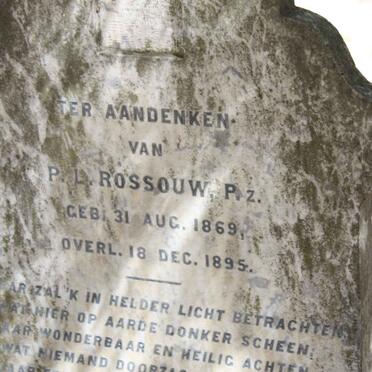 TER AANDENKEN
VAN
P. L. ROSSOUW, P.z.
GEB: 31 AUG. 1869,
OVERL. 18 DEC. 1895.
ZAL 'K IN HELDER LICHT BETRACHTEN,
HIER OP AARDE DONKER SCHEEN,
WONDERBAAR EN HEILIG ACHTEN
WAT NIEMAND